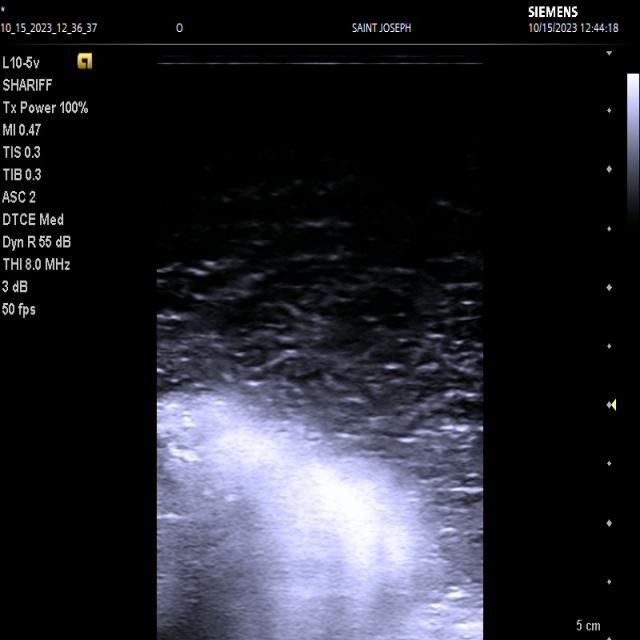 *
SIEMENS
10_15_2023_12_36_37 O SAINT JOSEPH 10/15/2023 12:44:18
L10-5v
SHARIFF
Tx Power 100%
MI 0.47
TIS 0.3
TIB 0.3
ASC 2
DTCE Med
Dyn R 55 dB
THI 8.0 MHz
3 dB
50 fps
5 cm